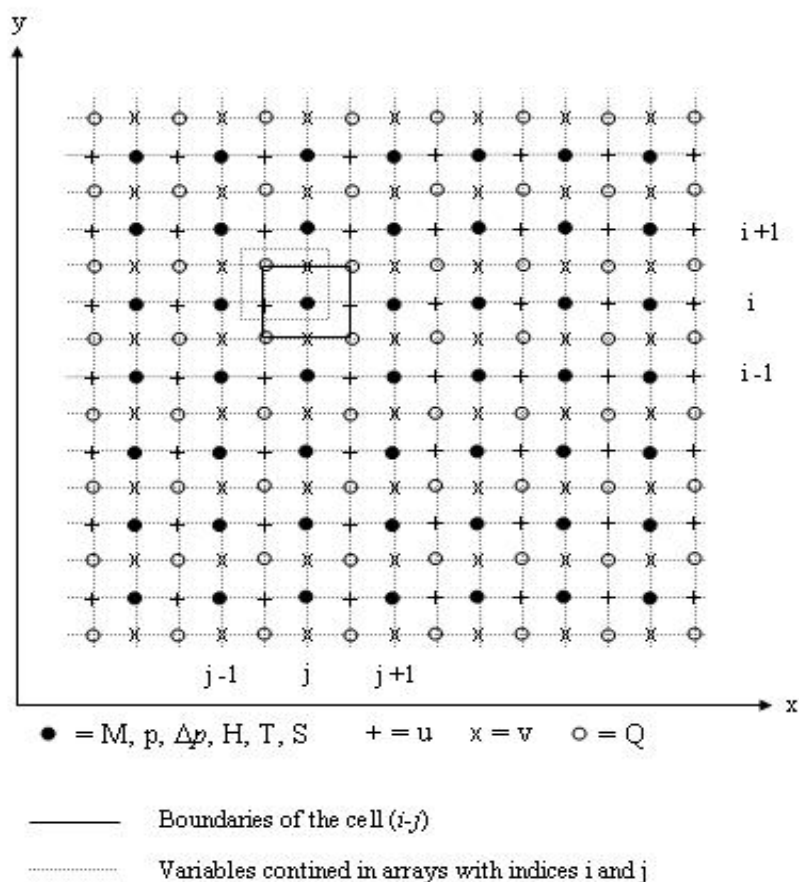 y
i+1
i
i-1
j-1 j j+1
x
● = M, p, Δp, H, T, S + = u x = v o = Q
Boundaries of the cell (i-j)
Variables contined in arrays with indices i and j